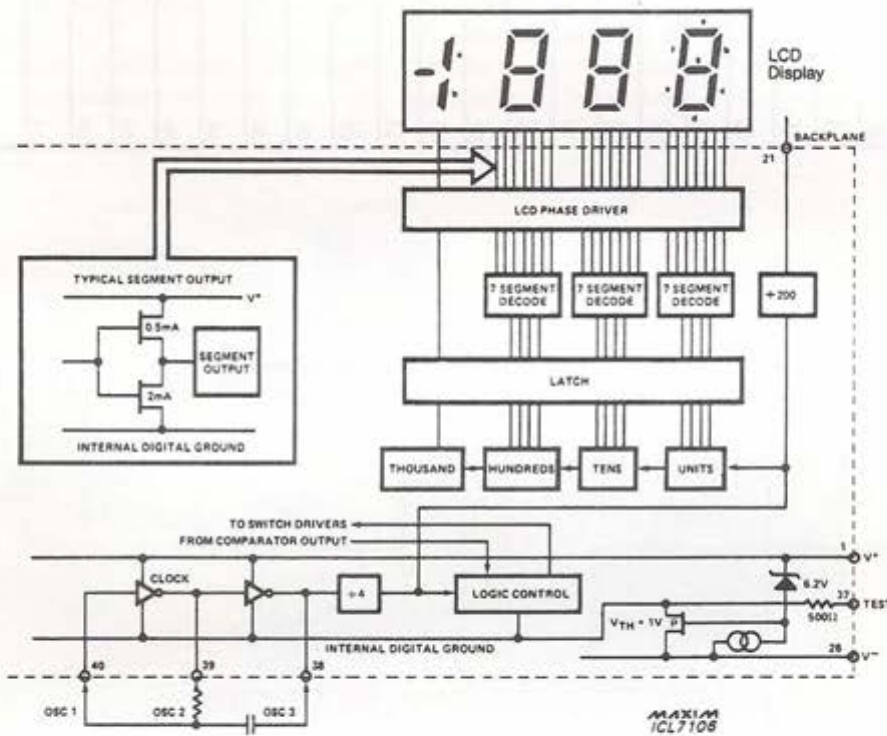 LCD
Display
BACKPLANE
21
LCD PHASE DRIVER
TYPICAL SEGMENT OUTPUT
V+
0.5mA
SEGMENT
OUTPUT
2mA
INTERNAL DIGITAL GROUND
7 SEGMENT
DECODE
7 SEGMENT
DECODE
7 SEGMENT
DECODE
÷200
LATCH
THOUSAND
HUNDREDS
TENS
UNITS
TO SWITCH DRIVERS
FROM COMPARATOR OUTPUT
1
V+
CLOCK
÷4
LOGIC CONTROL
6.2V
37
TEST
500Ω
VTH = 1V
P
INTERNAL DIGITAL GROUND
26
V−
40
39
38
OSC 1
OSC 2
OSC 3
MAXIM
ICL7106